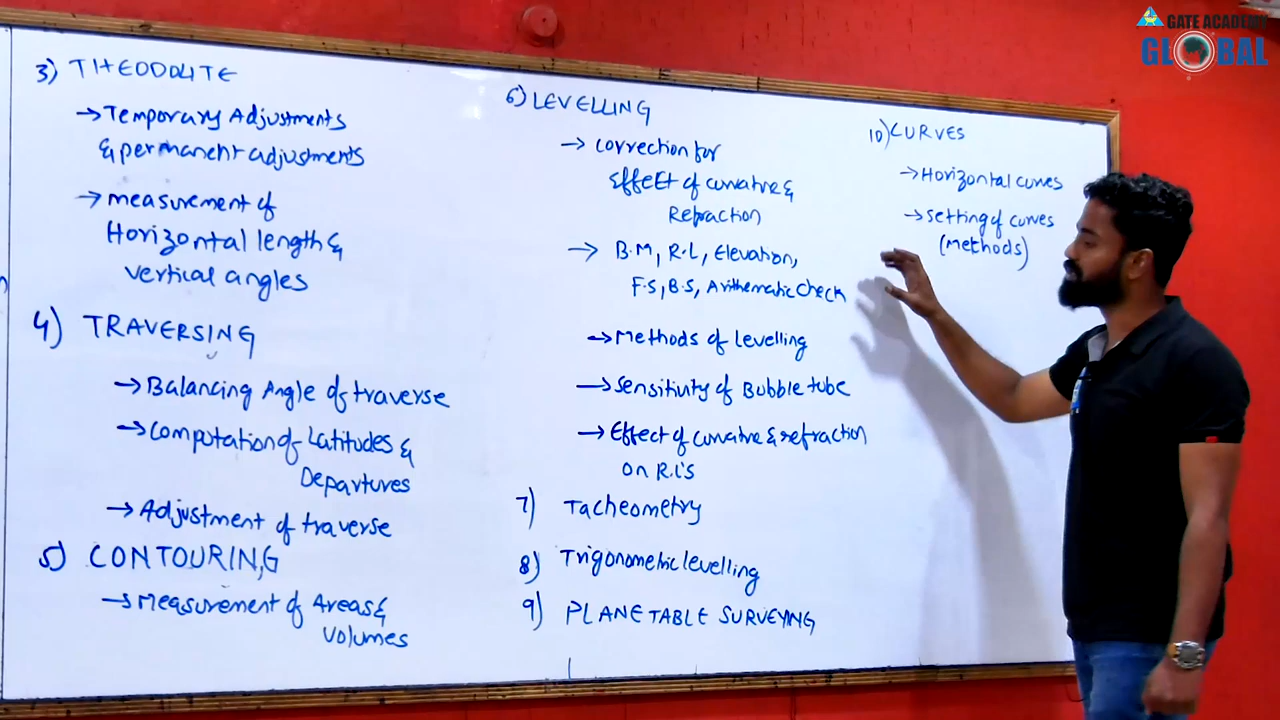 3) THEODOLITE
→ Temporary Adjustments
& permanent adjustments
→ measurement of
Horizontal length &
vertical angles
4) TRAVERSING
→ Balancing Angle of traverse
→ computation of Latitudes &
Departures
→ Adjustment of traverse
5) CONTOURING
→ Measurement of Areas &
volumes
6) LEVELLING
→ correction for
Effect of curvature &
Refraction
→ B.M, R.L, Elevation,
F.S, B.S, Arithematic check
→ Methods of levelling
→ Sensitivity of Bubble tube
→ Effect of curvatre & refraction
on R.L's
7) Tacheometry
8) Trigonometric levelling
9) PLANE TABLE SURVEYING
10) CURVES
→ Horizontal curves
→ Setting of curves
(Methods)
GATE ACADEMY
GLOBAL